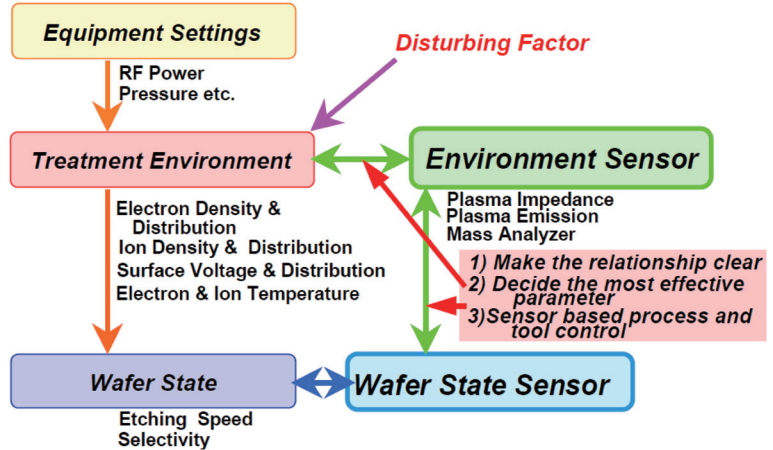 Equipment Settings
Disturbing Factor
RF Power
Pressure etc.
Treatment Environment
Environment Sensor
Electron Density &
Distribution
Ion Density & Distribution
Surface Voltage & Distribution
Electron & Ion Temperature
Plasma Impedance
Plasma Emission
Mass Analyzer
1) Make the relationship clear
2) Decide the most effective
parameter
3)Sensor based process and
tool control
Wafer State
Wafer State Sensor
Etching Speed
Selectivity